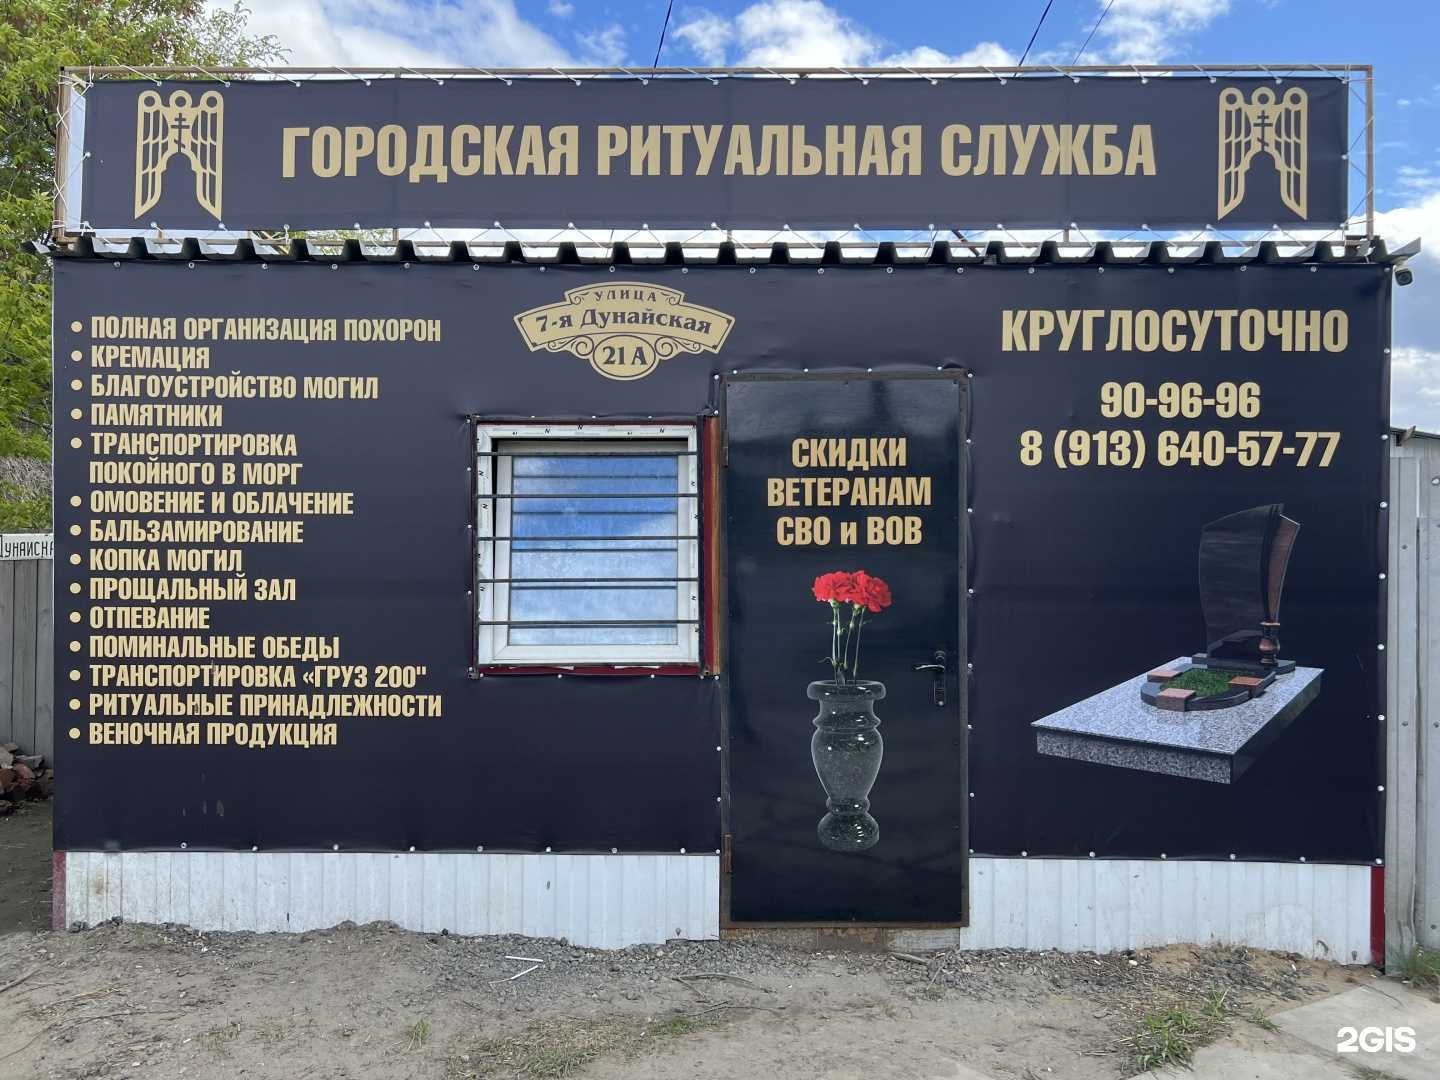 ГОРОДСКАЯ РИТУАЛЬНАЯ СЛУЖБА
УЛИЦА
7-я Дунайская
21А
• ПОЛНАЯ ОРГАНИЗАЦИЯ ПОХОРОН
• КРЕМАЦИЯ
• БЛАГОУСТРОЙСТВО МОГИЛ
• ПАМЯТНИКИ
• ТРАНСПОРТИРОВКА
ПОКОЙНОГО В МОРГ
• ОМОВЕНИЕ И ОБЛАЧЕНИЕ
• БАЛЬЗАМИРОВАНИЕ
• КОПКА МОГИЛ
• ПРОЩАЛЬНЫЙ ЗАЛ
• ОТПЕВАНИЕ
• ПОМИНАЛЬНЫЕ ОБЕДЫ
• ТРАНСПОРТИРОВКА «ГРУЗ 200"
• РИТУАЛЬНЫЕ ПРИНАДЛЕЖНОСТИ
• ВЕНОЧНАЯ ПРОДУКЦИЯ
СКИДКИ
ВЕТЕРАНАМ
СВО и ВОВ
КРУГЛОСУТОЧНО
90-96-96
8 (913) 640-57-77
2GIS